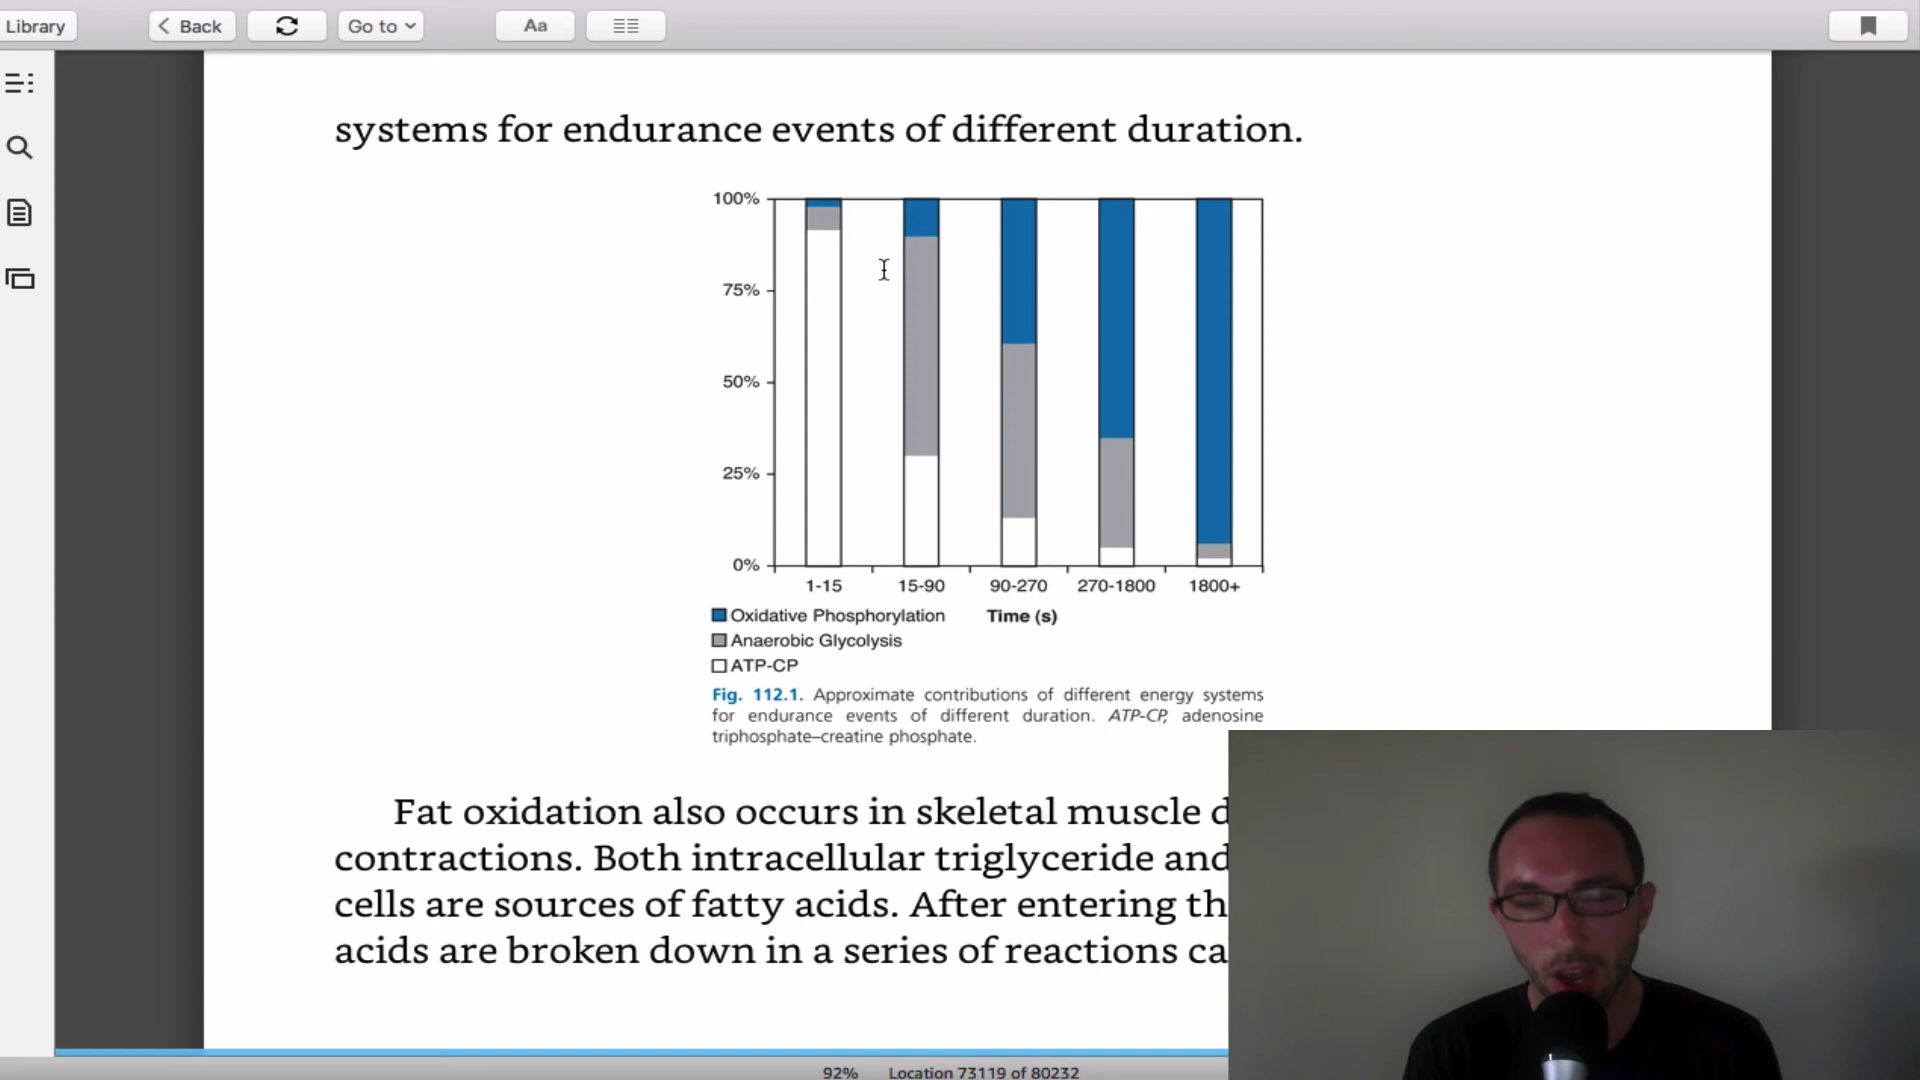 Library
Back
Go to
Aa
systems for endurance events of different duration.
100%
75%
50%
25%
0%
1-15 15-90 90-270 270-1800 1800+
Oxidative Phosphorylation Time (s)
Anaerobic Glycolysis
ATP-CP
Fig. 112.1. Approximate contributions of different energy systems
for endurance events of different duration. ATP-CP, adenosine
triphosphate–creatine phosphate.
Fat oxidation also occurs in skeletal muscle d
contractions. Both intracellular triglyceride and
cells are sources of fatty acids. After entering th
acids are broken down in a series of reactions ca
92% Location 73119 of 80232